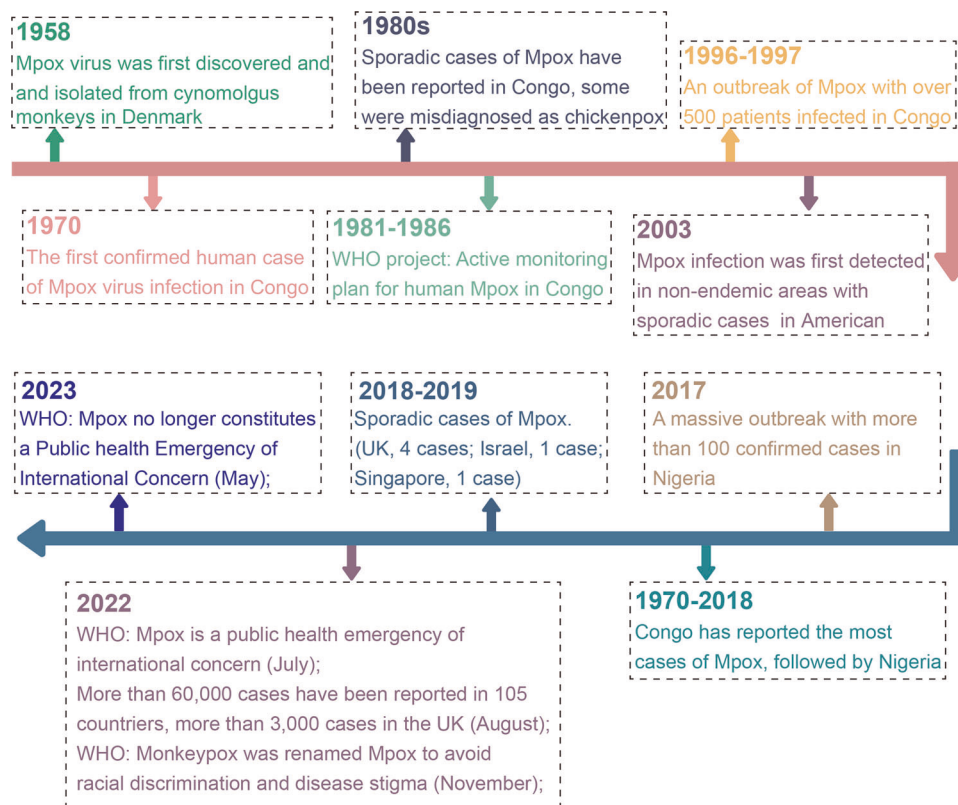 1958
Mpox virus was first discovered and
and isolated from cynomolgus
monkeys in Denmark
1980s
Sporadic cases of Mpox have
been reported in Congo, some
were misdiagnosed as chickenpox
1996-1997
An outbreak of Mpox with over
500 patients infected in Congo
1970
The first confirmed human case
of Mpox virus infection in Congo
1981-1986
WHO project: Active monitoring
plan for human Mpox in Congo
2003
Mpox infection was first detected
in non-endemic areas with
sporadic cases in American
2023
WHO: Mpox no longer constitutes
a Public health Emergency of
International Concern (May);
2018-2019
Sporadic cases of Mpox.
(UK, 4 cases; Israel, 1 case;
Singapore, 1 case)
2017
A massive outbreak with more
than 100 confirmed cases in
Nigeria
2022
WHO: Mpox is a public health emergency of
international concern (July);
More than 60,000 cases have been reported in 105
countriers, more than 3,000 cases in the UK (August);
WHO: Monkeypox was renamed Mpox to avoid
racial discrimination and disease stigma (November);
1970-2018
Congo has reported the most
cases of Mpox, followed by Nigeria